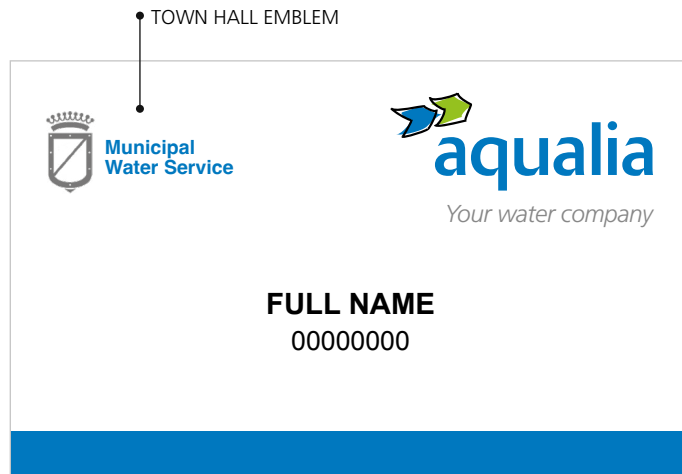 TOWN HALL EMBLEM
Municipal
Water Service
aqualia
Your water company
FULL NAME
00000000